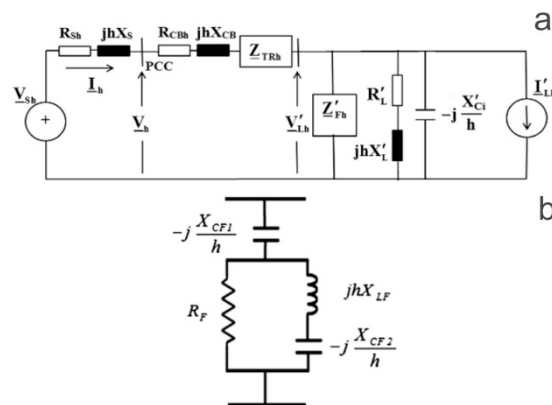 a
R_Sh jhX_S R_CBh jhX_CB Z_TRh
PCC
I_h
V_Sh + V_h V'_Lh Z'_Fh R'_L -j X'_Ci/h
jhX'_L
b
-j X_CF1/h
R_F jhX_LF
-j X_CF2/h